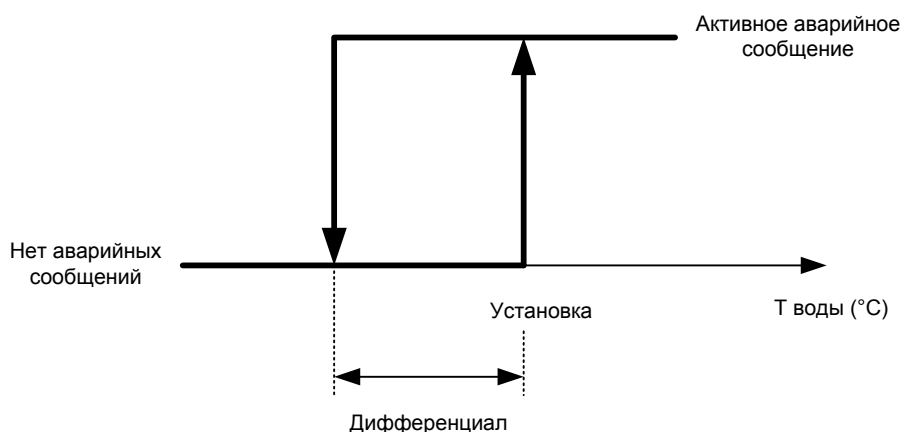 Активное аварийное
сообщение
Нет аварийных
сообщений
Установка
Т воды (°C)
Дифференциал